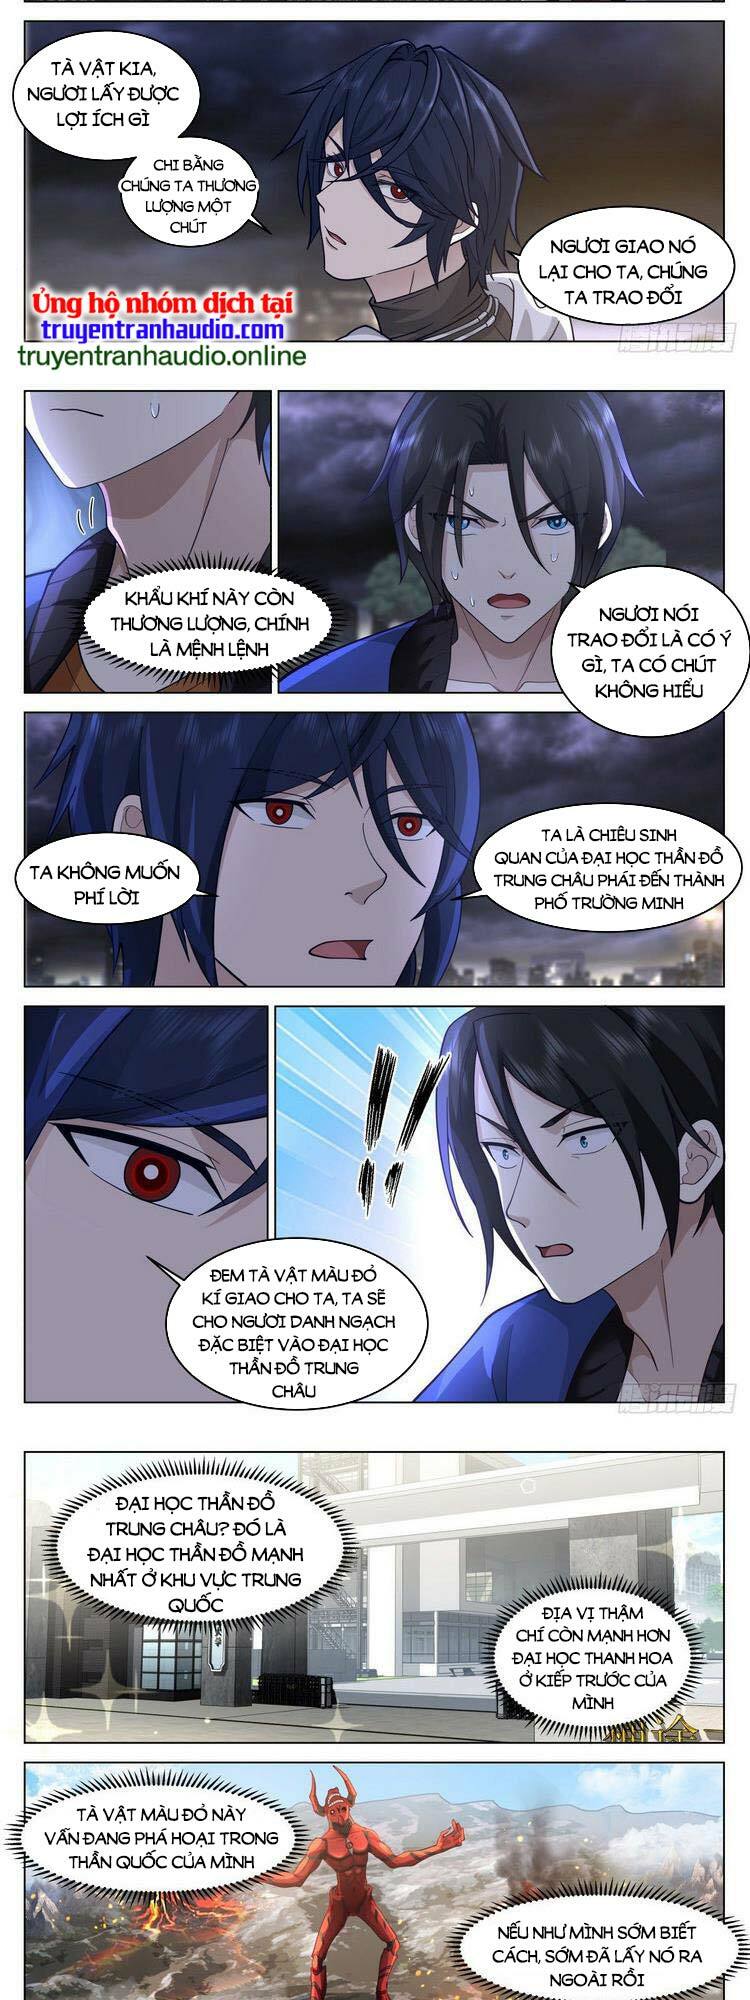 TÀ VẬT KIA,
NGƯƠI LẤY ĐƯỢC
LỢI ÍCH GÌ
CHI BẰNG
CHÚNG TA THƯƠNG
LƯỢNG MỘT
CHÚT
NGƯƠI GIAO NÓ
LẠI CHO TA, CHÚNG
TA TRAO ĐỔI
Ủng hộ nhóm dịch tại
truyentranhaudio.com
truyentranhaudio.online
KHẨU KHÍ NÀY CÒN
THƯƠNG LƯỢNG, CHÍNH
LÀ MỆNH LỆNH
NGƯƠI NÓI
TRAO ĐỔI LÀ CÓ Ý
GÌ, TA CÓ CHÚT
KHÔNG HIỂU
TA KHÔNG MUỐN
PHÍ LỜI
TA LÀ CHIÊU SINH
QUAN CỦA ĐẠI HỌC THẦN ĐỒ
TRUNG CHÂU PHÁI ĐẾN THÀNH
PHỐ TRƯỜNG MINH
ĐEM TÀ VẬT MÀU ĐỎ
KÍ GIAO CHO TA, TA SẼ
CHO NGƯƠI DANH NGẠCH
ĐẶC BIỆT VÀO ĐẠI HỌC
THẦN ĐỒ TRUNG
CHÂU
ĐẠI HỌC THẦN ĐỒ
TRUNG CHÂU? ĐÓ LÀ
ĐẠI HỌC THẦN ĐỒ MẠNH
NHẤT Ở KHU VỰC TRUNG
QUỐC
ĐỊA VỊ THẬM
CHÍ CÒN MẠNH HƠN
ĐẠI HỌC THANH HOA
Ở KIẾP TRƯỚC CỦA
MÌNH
TÀ VẬT MÀU ĐỎ NÀY
VẪN ĐANG PHÁ HOẠI TRONG
THẦN QUỐC CỦA MÌNH
NẾU NHƯ MÌNH SỚM BIẾT
CÁCH, SỚM ĐÃ LẤY NÓ RA
NGOÀI RỒI